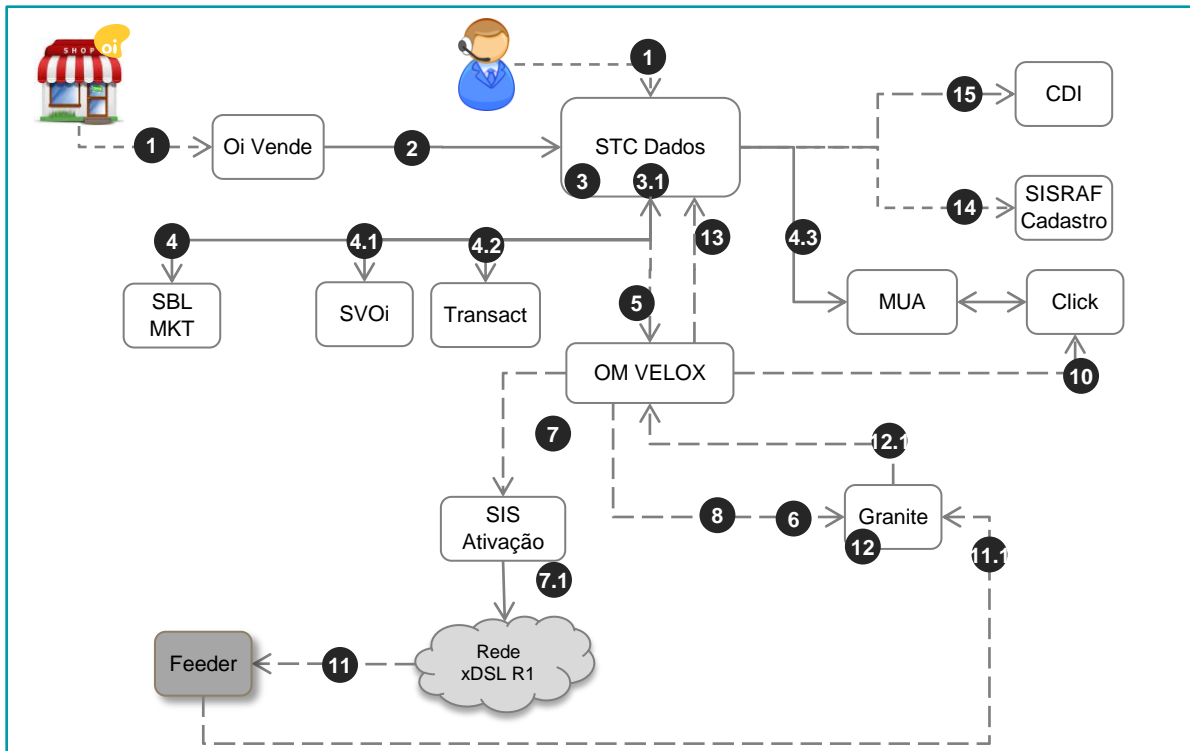 SHOP
oi
1
1
Oi Vende
2
STC Dados
3
3.1
15
CDI
14
SISRAF
Cadastro
4
4.1
4.2
13
4.3
SBL
MKT
SVOi
Transact
5
MUA
Click
OM VELOX
10
7
12.1
SIS
Ativação
8
6
Granite
12
11.1
7.1
Rede
xDSL R1
Feeder
11